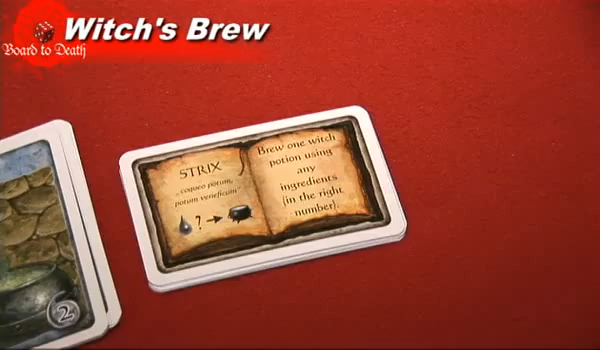 Witch's Brew
Board to Death
STRIX
„coqueo potum,
potum veneficum"
?
Brew one witch
potion using
any
ingredients
(in the right
number).
2